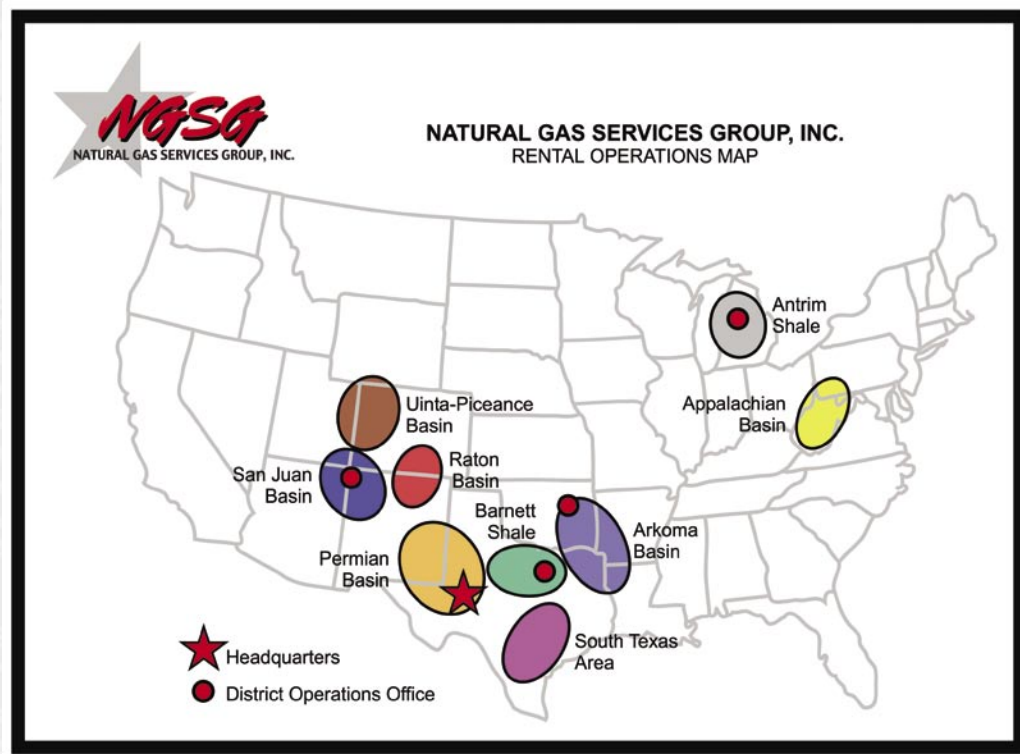 NGSG
NATURAL GAS SERVICES GROUP, INC.
NATURAL GAS SERVICES GROUP, INC.
RENTAL OPERATIONS MAP
Antrim
Shale
Uinta-Piceance
Basin
Appalachian
Basin
San Juan
Basin
Raton
Basin
Barnett
Shale
Arkoma
Basin
Permian
Basin
South Texas
Area
Headquarters
District Operations Office